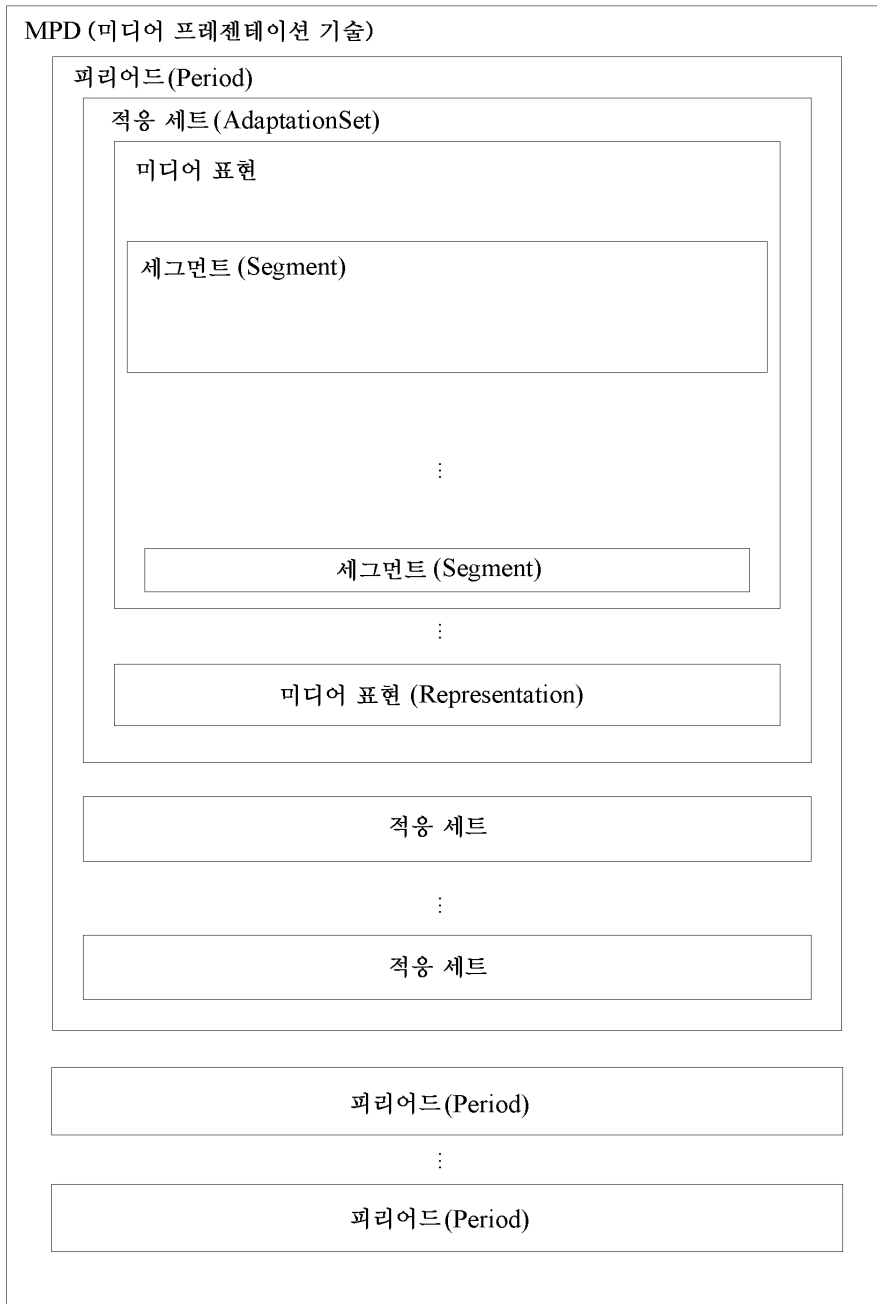 MPD (미디어 프레젠테이션 기술)
피리어드(Period)
적응 세트(AdaptationSet)
미디어 표현
세그먼트 (Segment)
⋮
세그먼트 (Segment)
⋮
미디어 표현 (Representation)
적응 세트
⋮
적응 세트
피리어드(Period)
⋮
피리어드(Period)